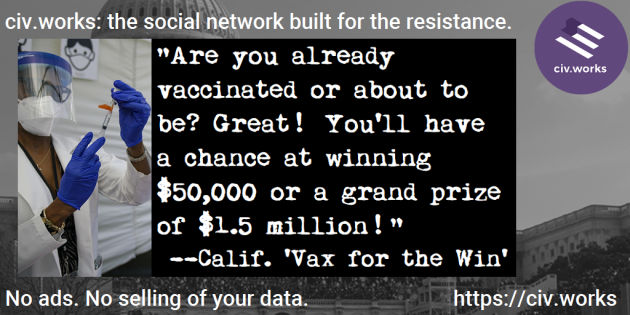 civ.works: the social network built for the resistance.
civ.works
"Are you already
vaccinated or about to
be? Great! You'll have
a chance at winning
$50,000 or a grand prize
of $1.5 million!"
--Calif. 'Vax for the Win'
No ads. No selling of your data.
https://civ.works